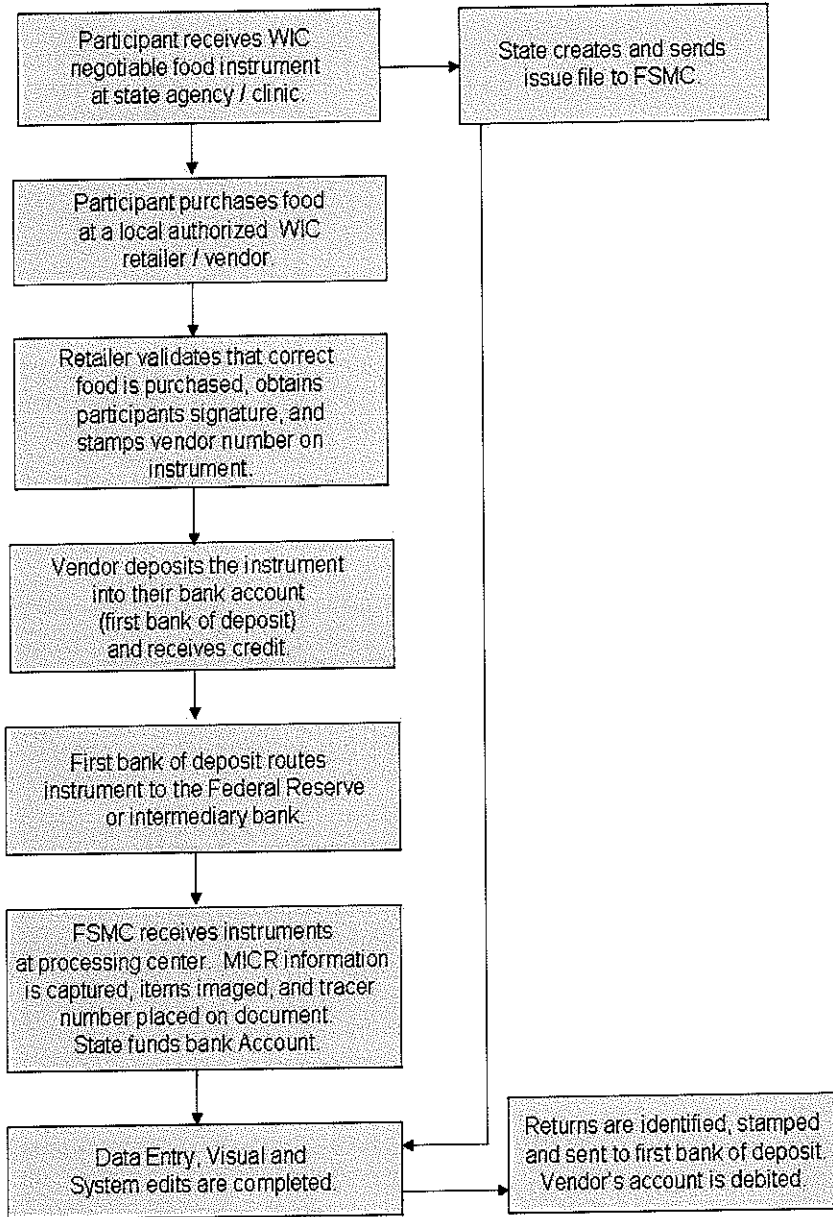 Participant receives WIC
negotiable food instrument
at state agency / clinic.
State creates and sends
issue file to FSMC.
Participant purchases food
at a local authorized WIC
retailer / vendor.
Retailer validates that correct
food is purchased, obtains
participants signature, and
stamps vendor number on
instrument.
Vendor deposits the instrument
into their bank account
(first bank of deposit)
and receives credit.
First bank of deposit routes
instrument to the Federal Reserve
or intermediary bank.
FSMC receives instruments
at processing center. MICR information
is captured, items imaged, and tracer
number placed on document.
State funds bank Account.
Data Entry, Visual and
System edits are completed.
Returns are identified, stamped
and sent to first bank of deposit.
Vendor's account is debited.